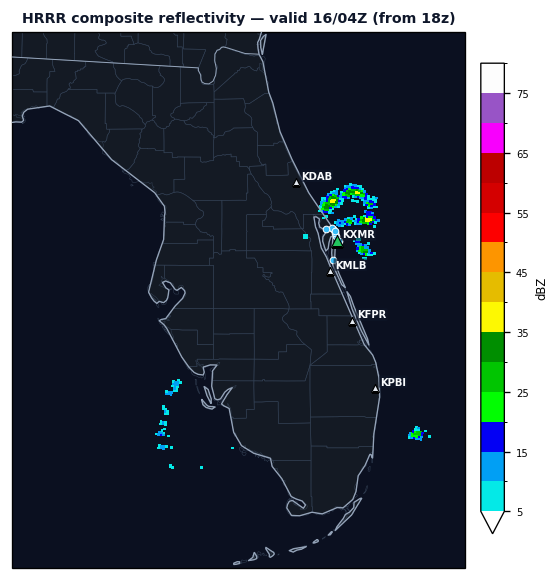 HRRR composite reflectivity — valid 16/04Z (from 18z)
KDAB
KXMR
KMLB
KFPR
KPBI
75
65
55
45
35
25
15
5
dBZ